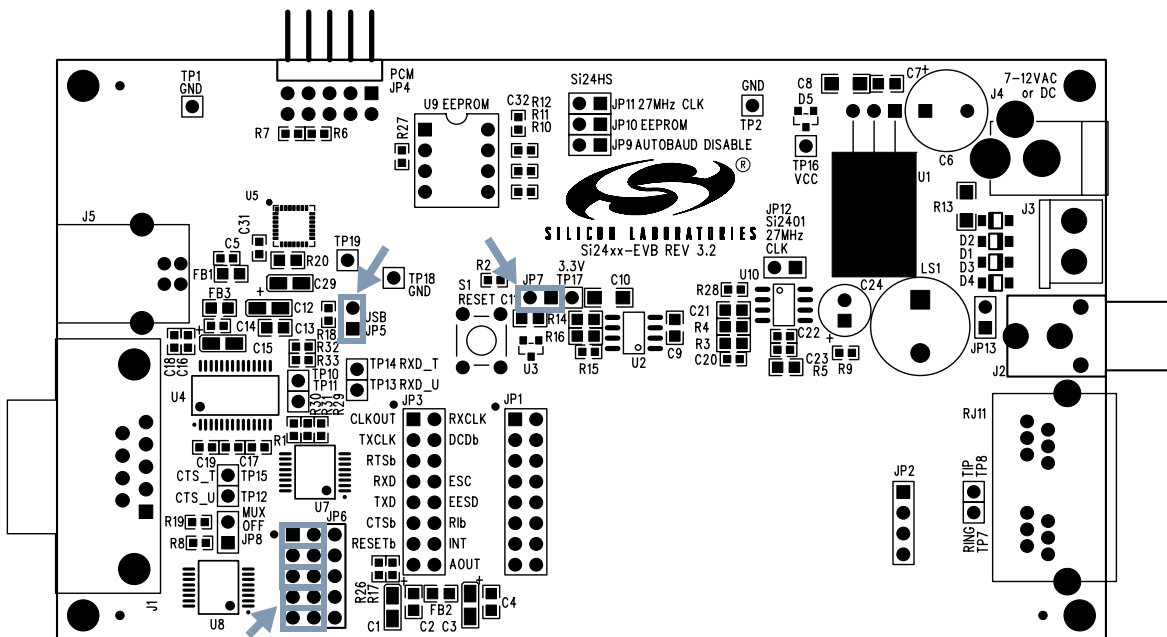 PCM
JP4
TP1
GND
R7
R6
U9 EEPROM
R27
C32
R12
R11
R10
Si24HS
JP11 27MHz CLK
JP10 EEPROM
JP9 AUTOBAUD DISABLE
GND
TP2
C8
D5
C7
+
7-12VAC
or DC
J4
C6
TP16
VCC
U1
R13
J3
D2
D1
D3
D4
®
SILICON LABORATORIES
Si24xx-EVB REV 3.2
JP12
Si2401
27MHz
CLK
U5
J5
C31
C5
FB1
R20
TP19
C29
+
TP18
GND
FB3
C12
C14
C13
+
C15
R18
USB
JP5
R32
R33
C18
C16
R2
S1
RESET
C11
JP7
3.3V
TP17
C10
R14
R16
U3
R15
U2
C9
R28
U10
C21
R4
R3
C20
C22
C23
R5
R9
+
C24
LS1
JP13
J2
U4
TP10
TP11
TP14 RXD_T
TP13 RXD_U
R30
R31
R29
R1
C19
C17
CTS_T
TP15
CTS_U
TP12
MUX
OFF
JP8
R19
R8
U7
JP6
U8
J1
JP3
CLKOUT
RXCLK
TXCLK
DCDb
RTSb
RXD
ESC
TXD
EESD
CTSb
RIb
RESETb
INT
AOUT
JP1
R26
R17
C1
+
C2
FB2
C3
+
C4
JP2
RJ11
TIP
TP8
RING
TP7